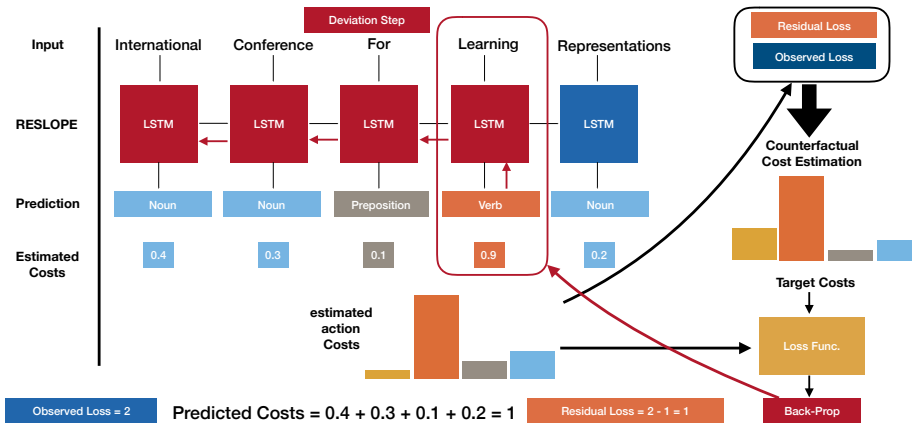 Deviation Step
Input
International
Conference
For
Learning
Representations
Residual Loss
Observed Loss
RESLOPE
LSTM
LSTM
LSTM
LSTM
LSTM
Counterfactual
Cost Estimation
Prediction
Noun
Noun
Preposition
Verb
Noun
Estimated
Costs
0.4
0.3
0.1
0.9
0.2
Target Costs
estimated
action
Costs
Loss Func.
Observed Loss = 2
Predicted Costs = 0.4 + 0.3 + 0.1 + 0.2 = 1
Residual Loss = 2 - 1 = 1
Back-Prop